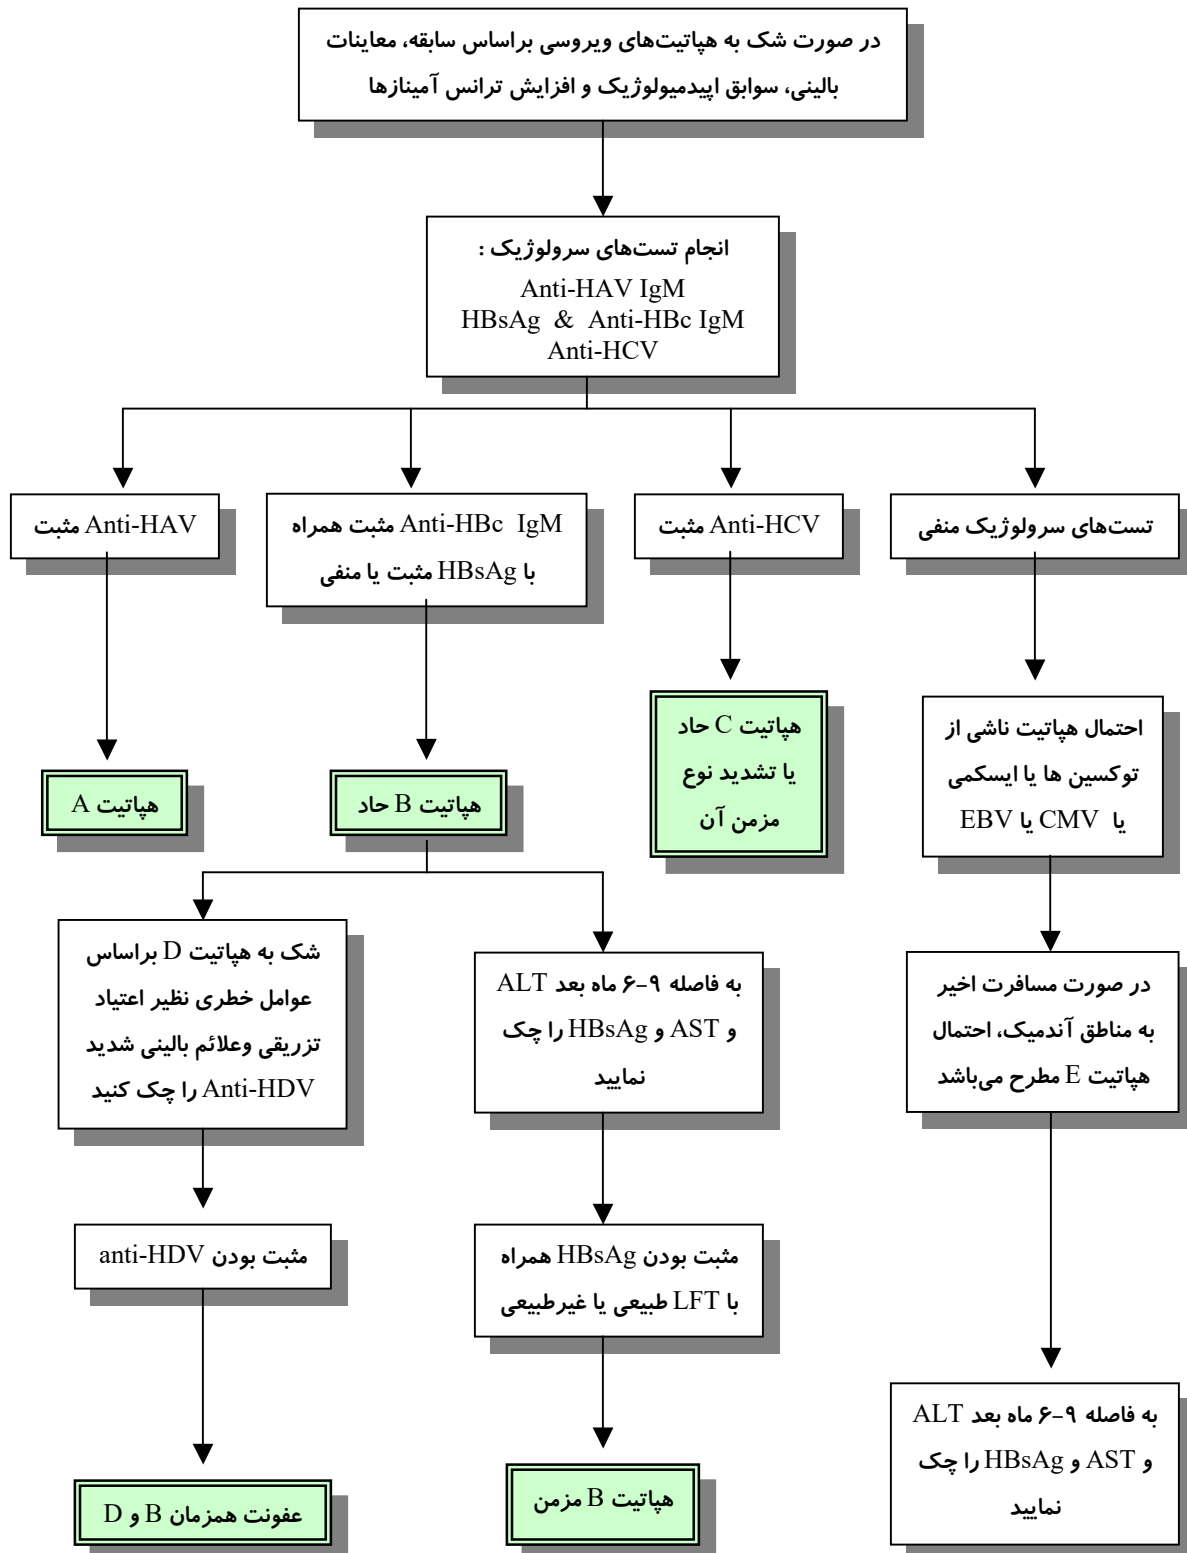 در صورت شک به هپاتیت‌های ویروسی براساس سابقه، معاینات
بالینی، سوابق اپیدمیولوژیک و افزایش ترانس آمینازها
انجام تست‌های سرولوژیک :
Anti-HAV IgM
HBsAg & Anti-HBc IgM
Anti-HCV
Anti-HAV مثبت
Anti-HBc IgM مثبت همراه
با HBsAg مثبت یا منفی
Anti-HCV مثبت
تست‌های سرولوژیک منفی
هپاتیت A
هپاتیت B حاد
هپاتیت C حاد
یا تشدید نوع
مزمن آن
احتمال هپاتیت ناشی از
توکسین ها یا ایسکمی
یا CMV یا EBV
شک به هپاتیت D براساس
عوامل خطری نظیر اعتیاد
تزریقی وعلائم بالینی شدید
Anti-HDV را چک کنید
به فاصله ۹-۶ ماه بعد ALT
و AST و HBsAg را چک
نمایید
در صورت مسافرت اخیر
به مناطق آندمیک، احتمال
هپاتیت E مطرح می‌باشد
مثبت بودن anti-HDV
مثبت بودن HBsAg همراه
با LFT طبیعی یا غیرطبیعی
به فاصله ۹-۶ ماه بعد ALT
و AST و HBsAg را چک
نمایید
عفونت همزمان B و D
هپاتیت B مزمن